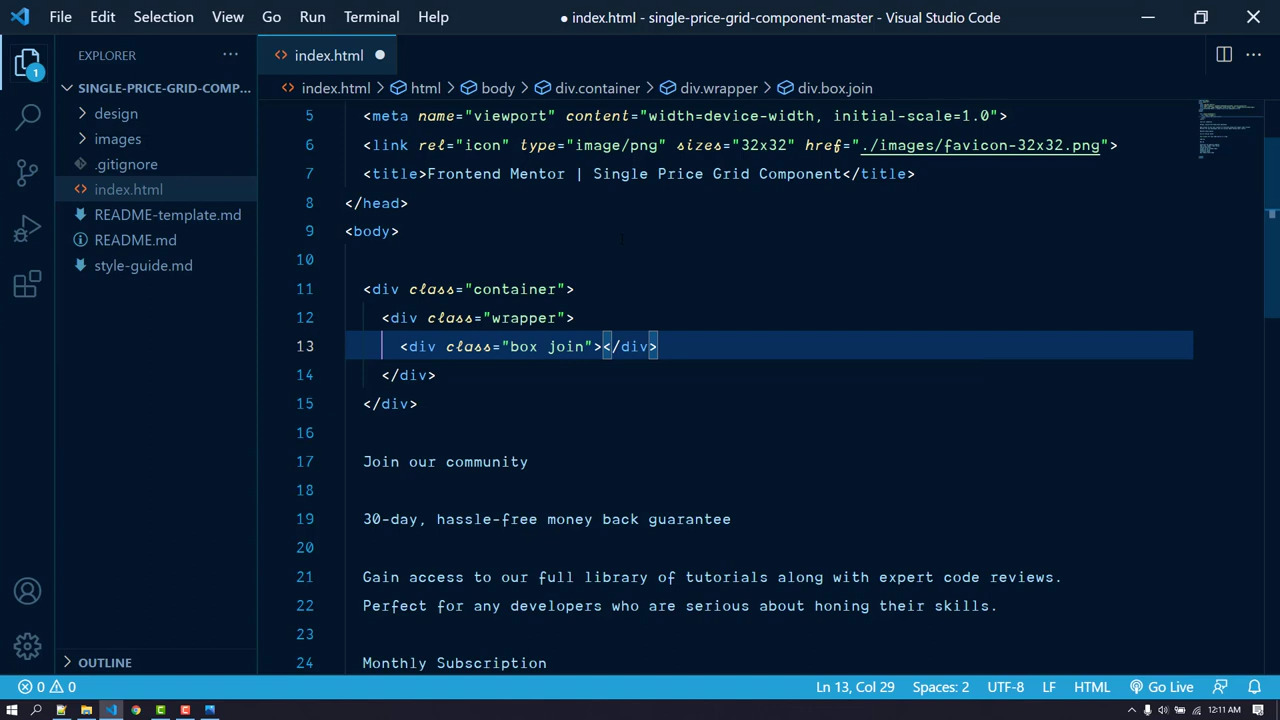 File Edit Selection View Go Run Terminal Help
● index.html - single-price-grid-component-master - Visual Studio Code
EXPLORER
index.html
1
SINGLE-PRICE-GRID-COMP...
design
images
.gitignore
index.html
README-template.md
README.md
style-guide.md
OUTLINE
index.html > html > body > div.container > div.wrapper > div.box.join
5 <meta name="viewport" content="width=device-width, initial-scale=1.0">
6 <link rel="icon" type="image/png" sizes="32x32" href="./images/favicon-32x32.png">
7 <title>Frontend Mentor | Single Price Grid Component</title>
8 </head>
9 <body>
10
11 <div class="container">
12 <div class="wrapper">
13 <div class="box join"></div>
14 </div>
15 </div>
16
17 Join our community
18
19 30-day, hassle-free money back guarantee
20
21 Gain access to our full library of tutorials along with expert code reviews.
22 Perfect for any developers who are serious about honing their skills.
23
24 Monthly Subscription
0 0 Ln 13, Col 29 Spaces: 2 UTF-8 LF HTML Go Live
12:11 AM